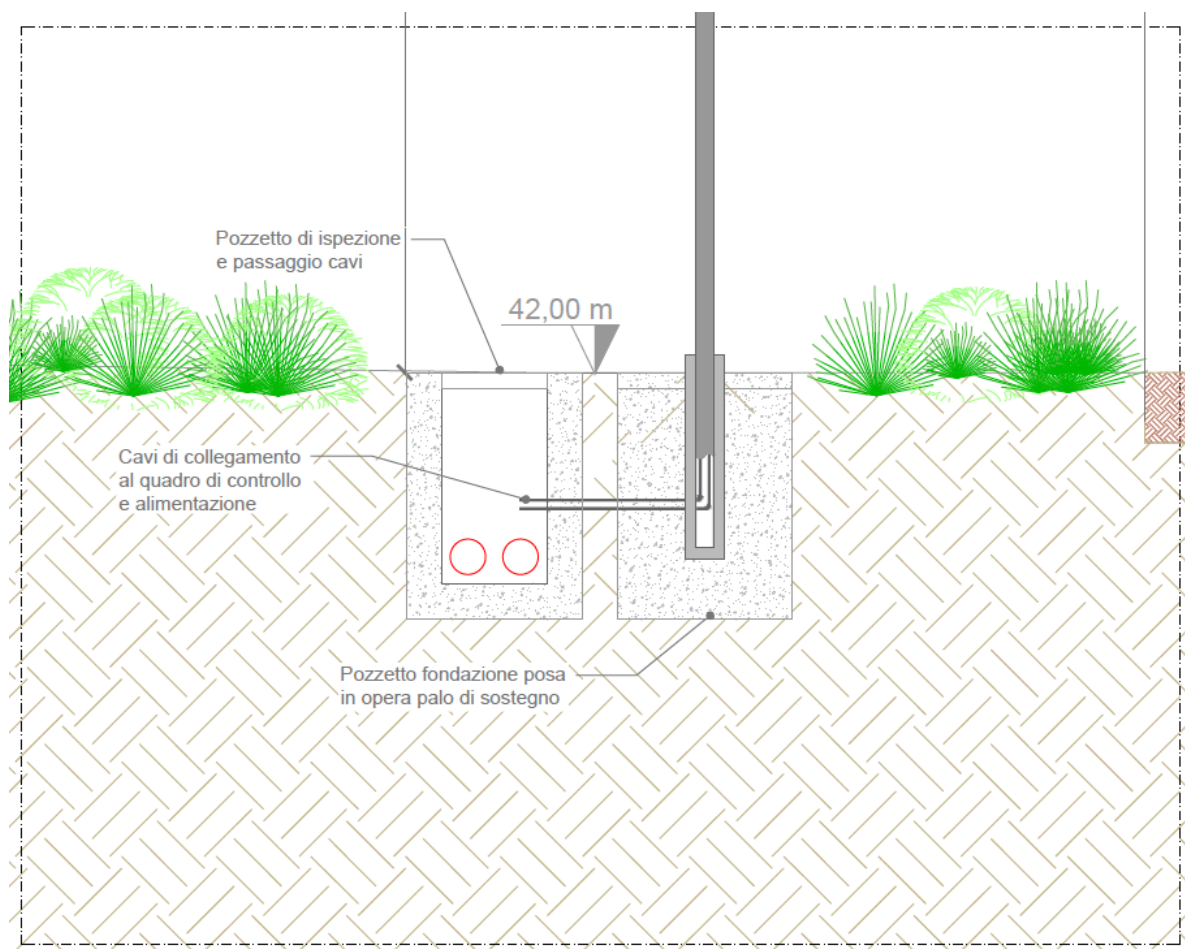 Pozzetto di ispezione
e passaggio cavi
42,00 m
Cavi di collegamento
al quadro di controllo
e alimentazione
Pozzetto fondazione posa
in opera palo di sostegno